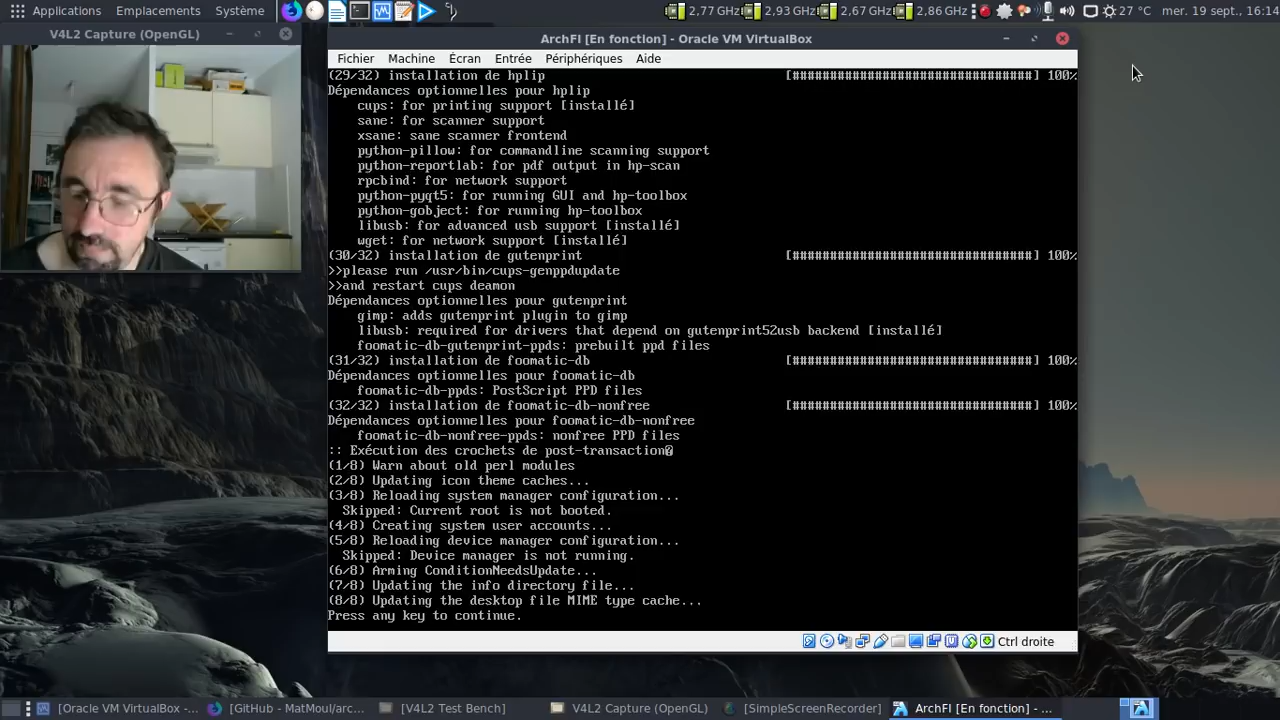 Applications Emplacements Système 2,77 GHz 2,93 GHz 2,67 GHz 2,86 GHz 27 °C mer. 19 sept., 16:14
V4L2 Capture (OpenGL)
ArchFI [En fonction] - Oracle VM VirtualBox
Fichier Machine Écran Entrée Périphériques Aide
(29/32) installation de hplip [################################] 100%
Dépendances optionnelles pour hplip
cups: for printing support [installé]
sane: for scanner support
xsane: sane scanner frontend
python-pillow: for commandline scanning support
python-reportlab: for pdf output in hp-scan
rpcbind: for network support
python-pyqt5: for running GUI and hp-toolbox
python-gobject: for running hp-toolbox
libusb: for advanced usb support [installé]
wget: for network support [installé]
(30/32) installation de gutenprint [################################] 100%
>>please run /usr/bin/cups-genppdupdate
>>and restart cups deamon
Dépendances optionnelles pour gutenprint
gimp: adds gutenprint plugin to gimp
libusb: required for drivers that depend on gutenprint52usb backend [installé]
foomatic-db-gutenprint-ppds: prebuilt ppd files
(31/32) installation de foomatic-db [################################] 100%
Dépendances optionnelles pour foomatic-db
foomatic-db-ppds: PostScript PPD files
(32/32) installation de foomatic-db-nonfree [################################] 100%
Dépendances optionnelles pour foomatic-db-nonfree
foomatic-db-nonfree-ppds: nonfree PPD files
:: Exécution des crochets de post-transaction�
(1/8) Warn about old perl modules
(2/8) Updating icon theme caches...
(3/8) Reloading system manager configuration...
Skipped: Current root is not booted.
(4/8) Creating system user accounts...
(5/8) Reloading device manager configuration...
Skipped: Device manager is not running.
(6/8) Arming ConditionNeedsUpdate...
(7/8) Updating the info directory file...
(8/8) Updating the desktop file MIME type cache...
Press any key to continue.
Ctrl droite
[Oracle VM VirtualBox -... [GitHub - MatMoul/arc... [V4L2 Test Bench] V4L2 Capture (OpenGL) [SimpleScreenRecorder] ArchFI [En fonction] - ...